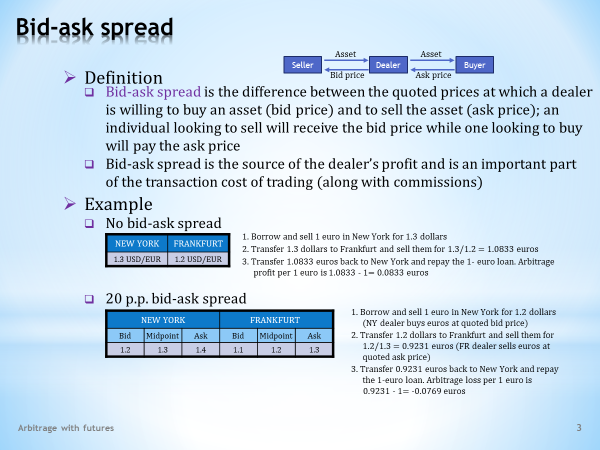 Bid-ask spread
Asset Asset
Seller Dealer Buyer
Bid price Ask price
Definition
Bid-ask spread is the difference between the quoted prices at which a dealer
is willing to buy an asset (bid price) and to sell the asset (ask price); an
individual looking to sell will receive the bid price while one looking to buy
will pay the ask price
Bid-ask spread is the source of the dealer's profit and is an important part
of the transaction cost of trading (along with commissions)
Example
No bid-ask spread
NEW YORK FRANKFURT
1.3 USD/EUR 1.2 USD/EUR
1. Borrow and sell 1 euro in New York for 1.3 dollars
2. Transfer 1.3 dollars to Frankfurt and sell them for 1.3/1.2 = 1.0833 euros
3. Transfer 1.0833 euros back to New York and repay the 1- euro loan. Arbitrage
profit per 1 euro is 1.0833 - 1= 0.0833 euros
20 p.p. bid-ask spread
NEW YORK FRANKFURT
Bid Midpoint Ask Bid Midpoint Ask
1.2 1.3 1.4 1.1 1.2 1.3
1. Borrow and sell 1 euro in New York for 1.2 dollars
(NY dealer buys euros at quoted bid price)
2. Transfer 1.2 dollars to Frankfurt and sell them for
1.2/1.3 = 0.9231 euros (FR dealer sells euros at
quoted ask price)
3. Transfer 0.9231 euros back to New York and repay
the 1-euro loan. Arbitrage loss per 1 euro is
0.9231 - 1= -0.0769 euros
Arbitrage with futures
3